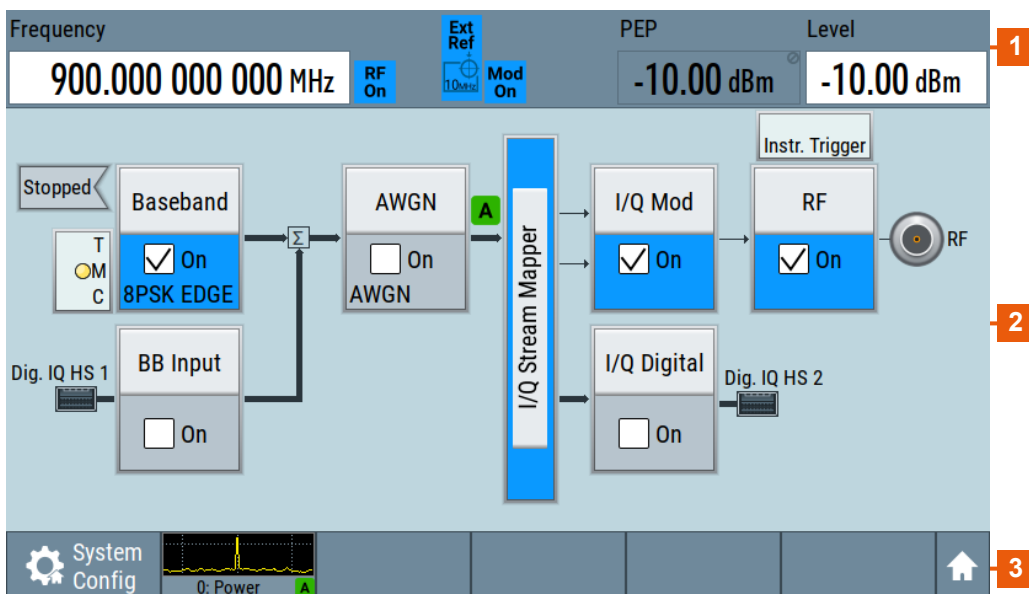 Frequency
Ext Ref
PEP
Level
1
900.000 000 000 MHz
RF On
10MHz
Mod On
-10.00 dBm
-10.00 dBm
Instr. Trigger
Stopped
Baseband
AWGN
A
I/Q Mod
RF
T
M
C
On
8PSK EDGE
Σ
On
AWGN
I/Q Stream Mapper
On
On
RF
2
Dig. IQ HS 1
BB Input
I/Q Digital
Dig. IQ HS 2
On
On
System Config
0: Power
A
3